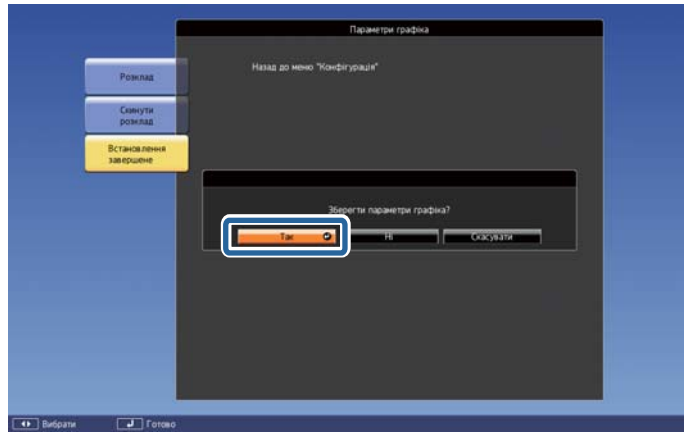 Параметри графіка
Назад до меню "Конфігурація"
Розклад
Скинути
розклад
Встановлення
завершене
Зберегти параметри графіка?
Так
Ні
Скасувати
Вибрати
Готово